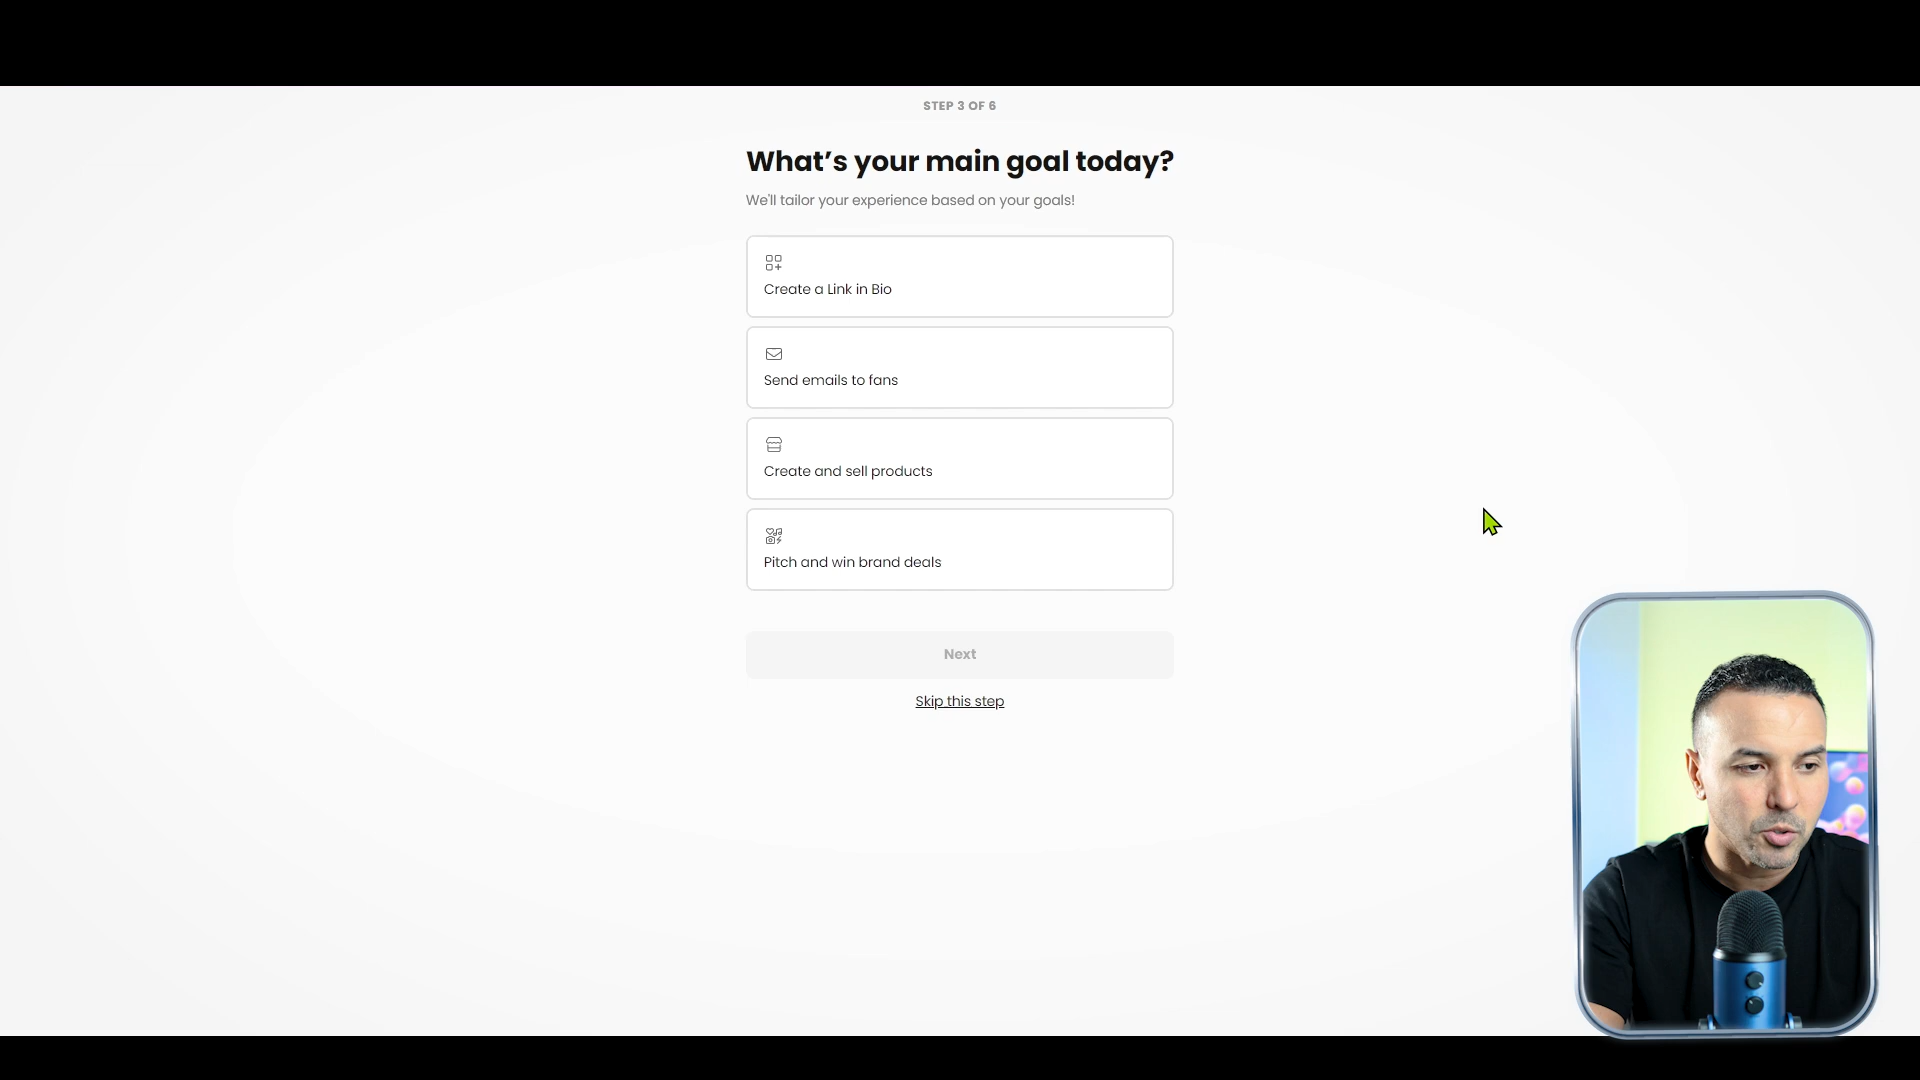 STEP 3 OF 6
What’s your main goal today?
We'll tailor your experience based on your goals!
Create a Link in Bio
Send emails to fans
Create and sell products
Pitch and win brand deals
Next
Skip this step